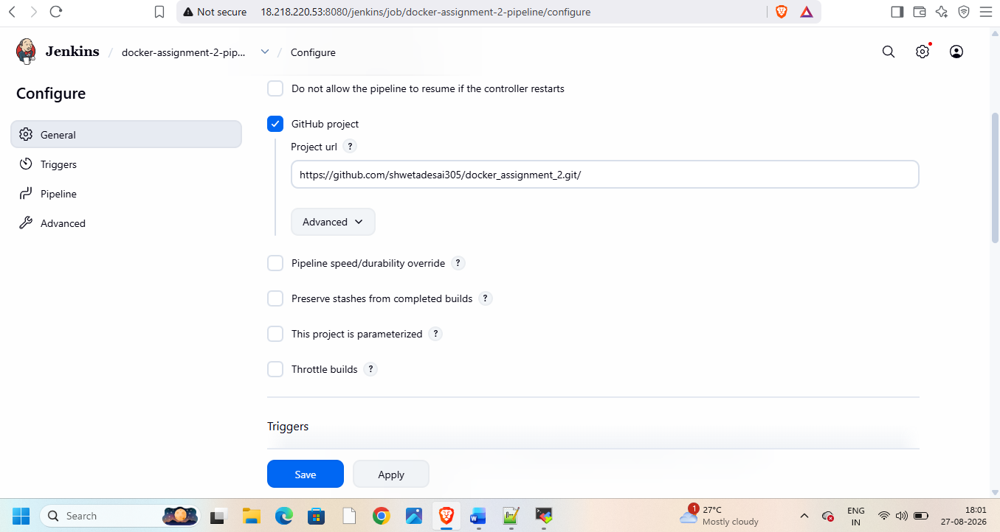 Not secure 18.218.220.53:8080/jenkins/job/docker-assignment-2-pipeline/configure
Jenkins / docker-assignment-2-pip... / Configure
Configure
General
Triggers
Pipeline
Advanced
Do not allow the pipeline to resume if the controller restarts
GitHub project
Project url ?
https://github.com/shwetadesai305/docker_assignment_2.git/
Advanced
Pipeline speed/durability override ?
Preserve stashes from completed builds ?
This project is parameterized ?
Throttle builds ?
Triggers
Save Apply
Search
1
27°C
Mostly cloudy
ENG
IN
18:01
27-08-2026